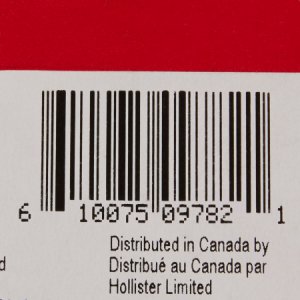 6 10075 09782 1
Distributed in Canada by
d Distribué au Canada par
Hollister Limited